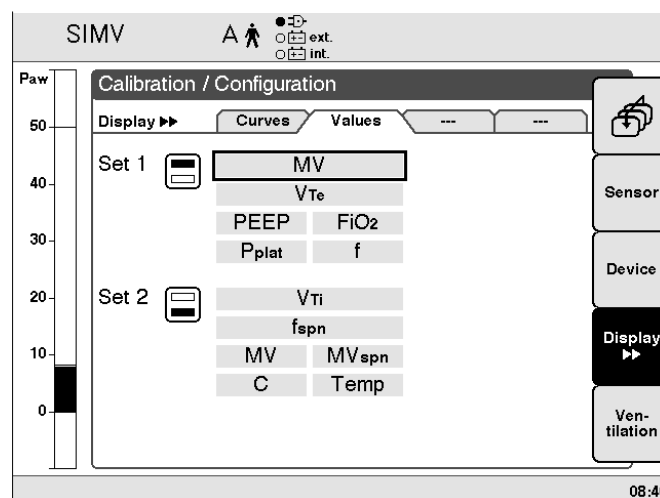 SIMV A ext.
int.
Paw
Calibration / Configuration
Display ▶▶ Curves Values --- ---
50
40
30
20
10
0
Set 1 MV
VTe
PEEP FiO2
Pplat f
Set 2 VTi
fspn
MV MVspn
C Temp
Sensor
Device
Display
▶▶
Ven-
tilation